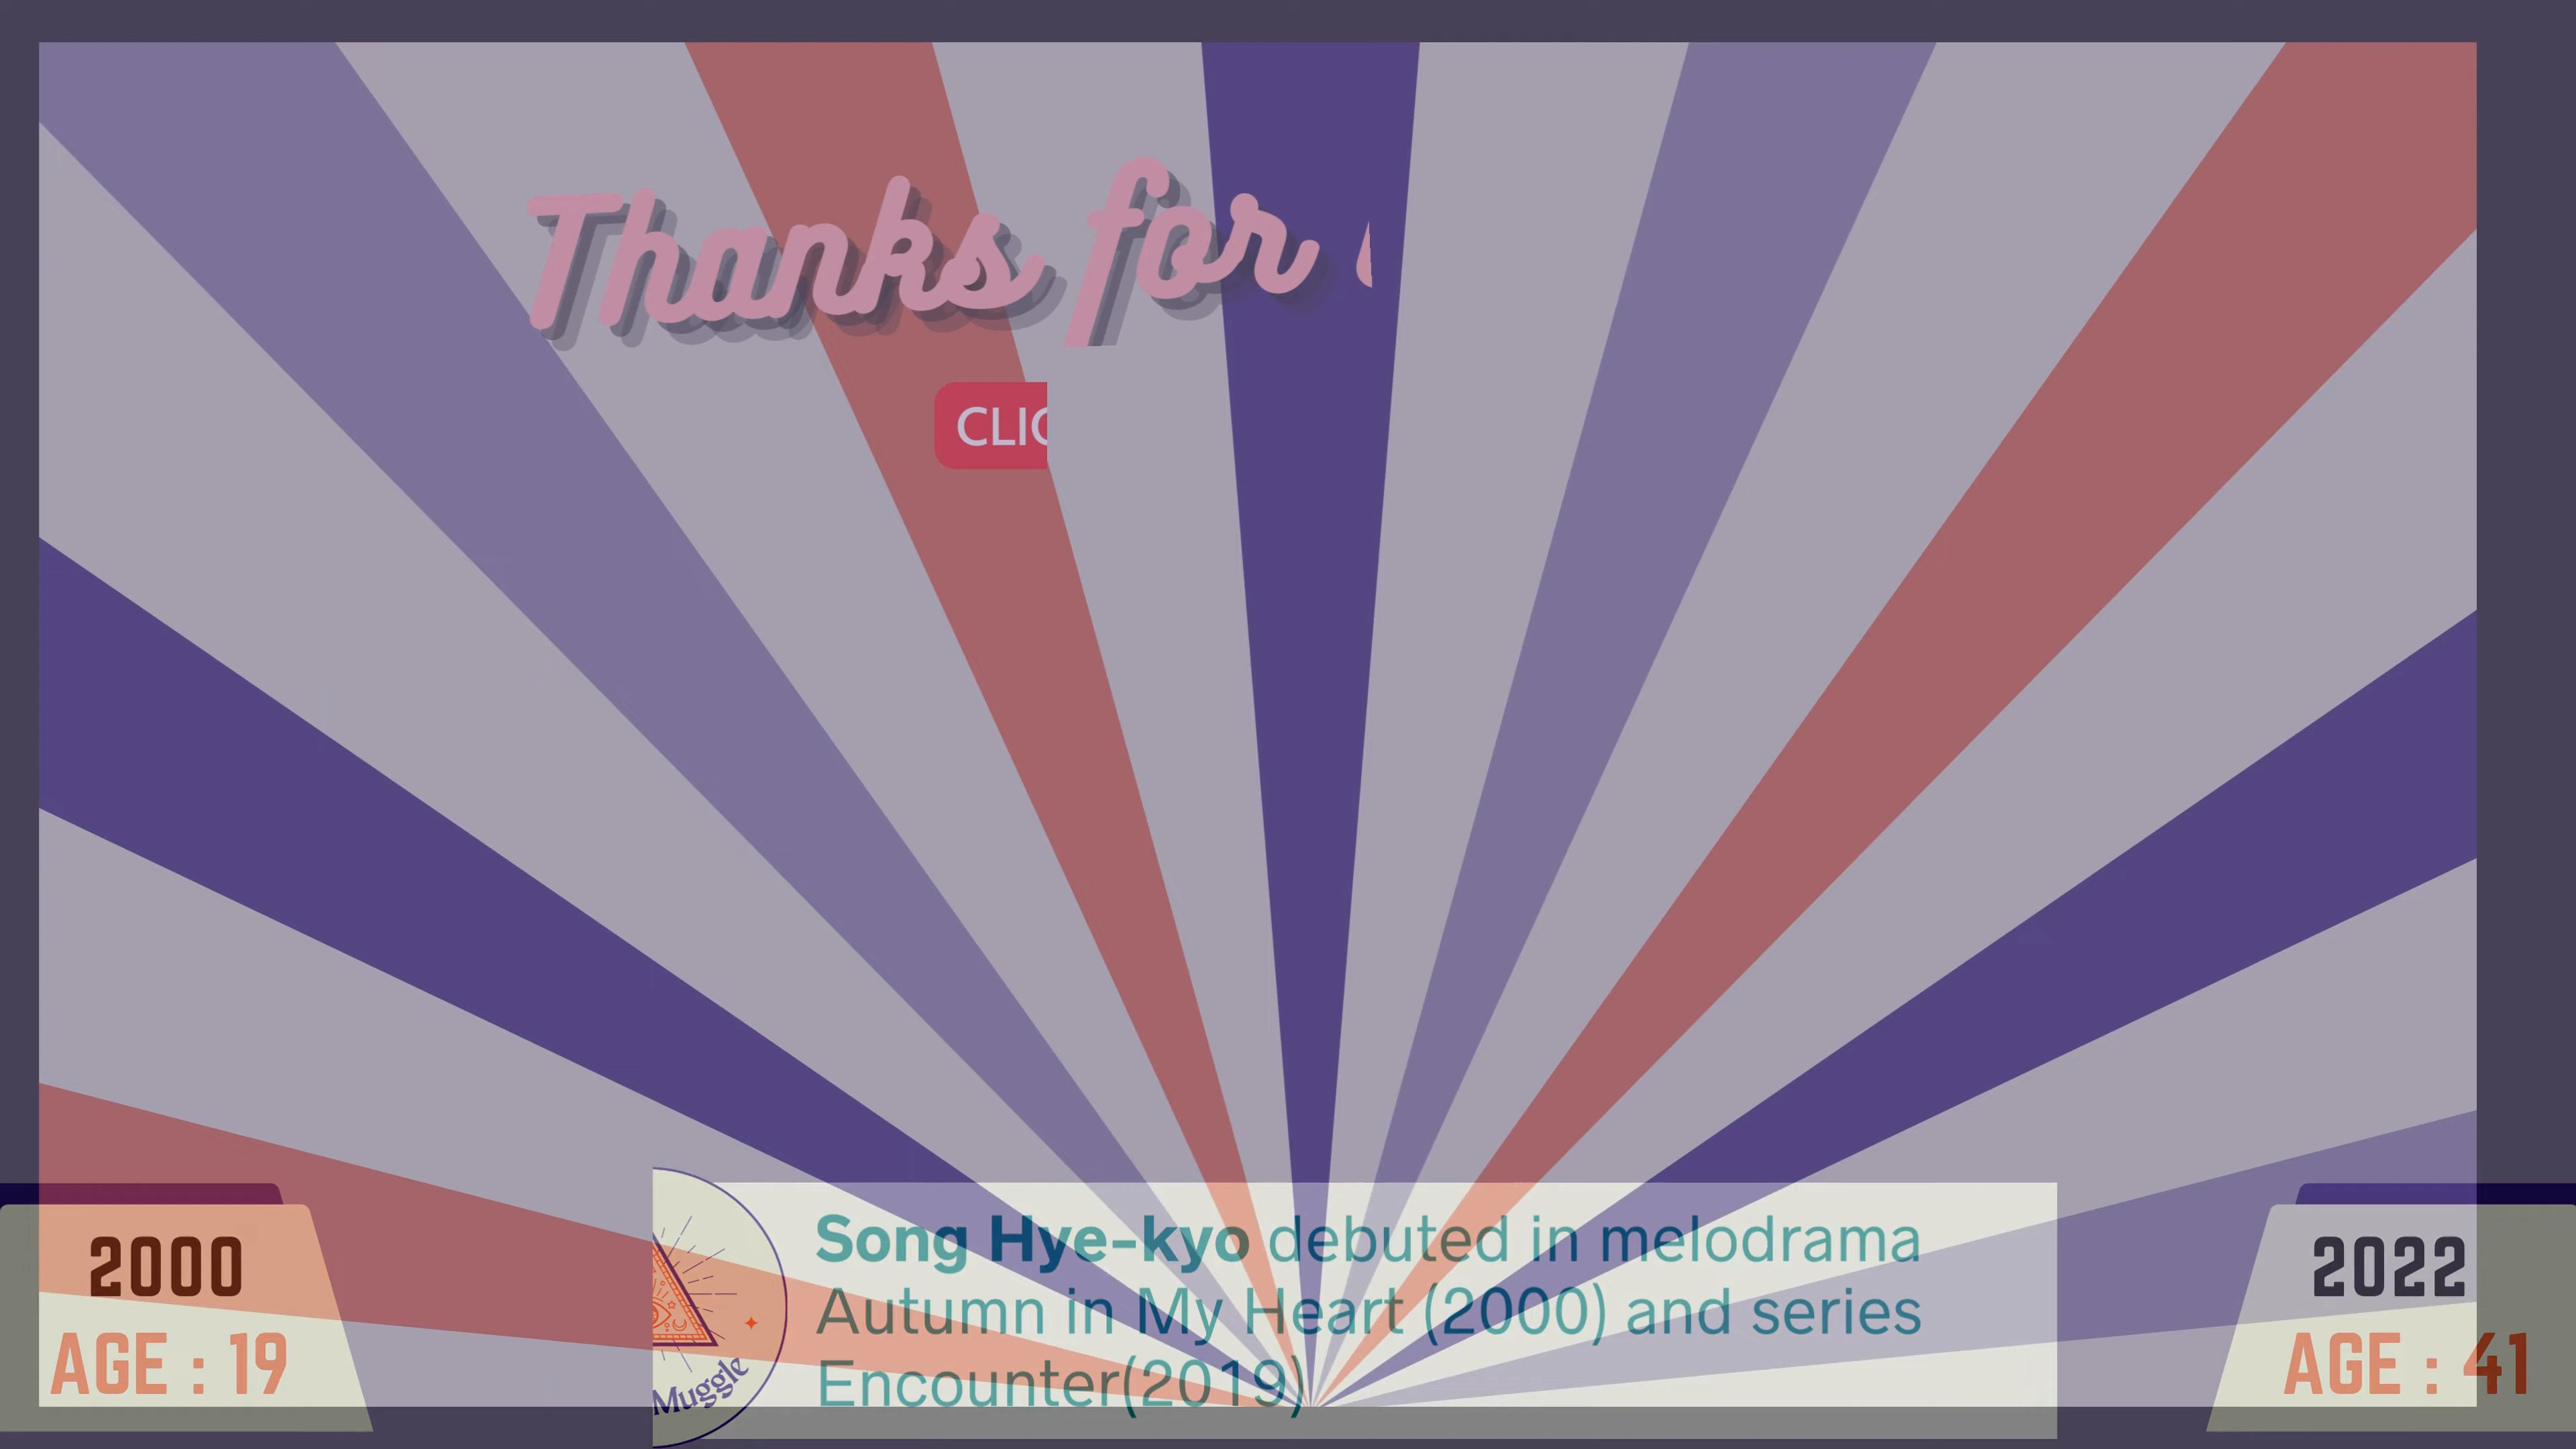 Thanks for
CLIC
Song Hye-kyo debuted in melodrama
Autumn in My Heart (2000) and series
Encounter(2019)
2000
AGE : 19
Muggle
2022
AGE : 41